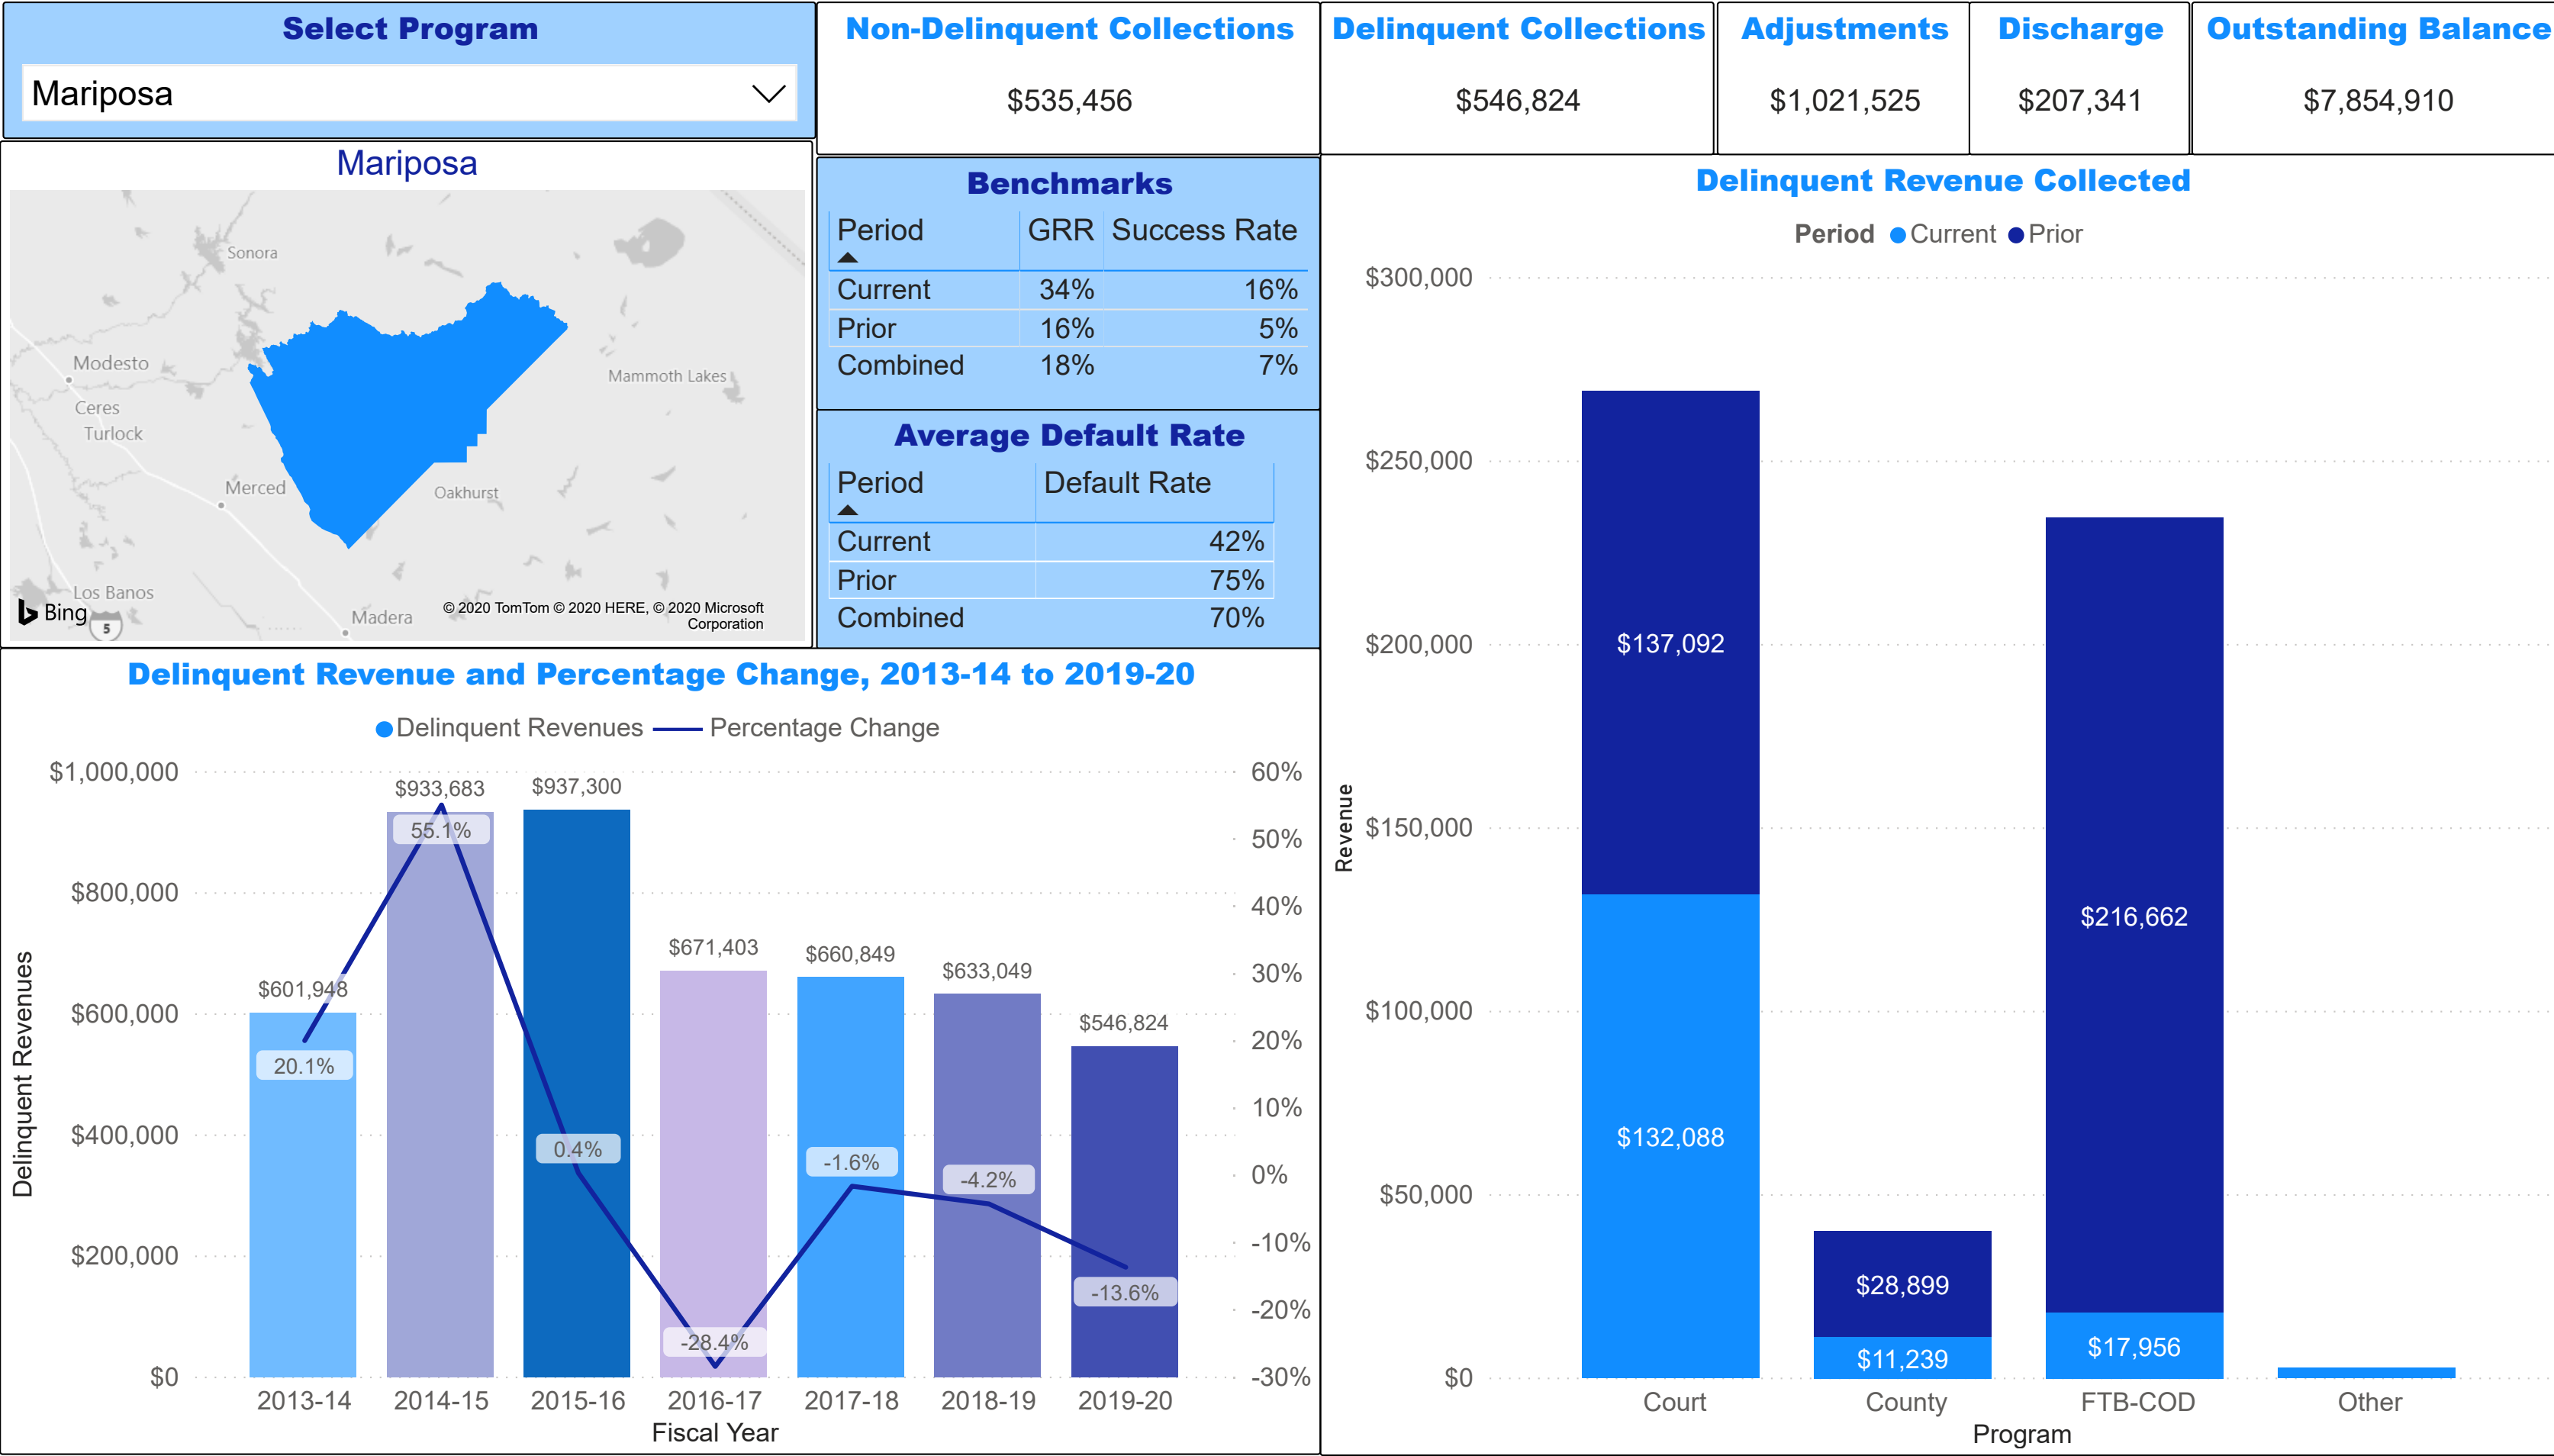 Select Program
Mariposa
Non-Delinquent Collections
$535,456
Delinquent Collections
$546,824
Adjustments
$1,021,525
Discharge
$207,341
Outstanding Balance
$7,854,910
Mariposa
Sonora
Modesto
Ceres
Turlock
Mammoth Lakes
Merced
Oakhurst
Los Banos
Madera
Bing
5
© 2020 TomTom © 2020 HERE, © 2020 Microsoft
Corporation
Benchmarks
Period GRR Success Rate
Current 34% 16%
Prior 16% 5%
Combined 18% 7%
Average Default Rate
Period Default Rate
Current 42%
Prior 75%
Combined 70%
Delinquent Revenue and Percentage Change, 2013-14 to 2019-20
Delinquent Revenues Percentage Change
Delinquent Revenues
$1,000,000
$800,000
$600,000
$400,000
$200,000
$0
60%
50%
40%
30%
20%
10%
0%
-10%
-20%
-30%
$601,948
$933,683
$937,300
$671,403
$660,849
$633,049
$546,824
20.1%
55.1%
0.4%
-28.4%
-1.6%
-4.2%
-13.6%
2013-14 2014-15 2015-16 2016-17 2017-18 2018-19 2019-20
Fiscal Year
Delinquent Revenue Collected
Period Current Prior
Revenue
$300,000
$250,000
$200,000
$150,000
$100,000
$50,000
$0
$137,092
$132,088
$28,899
$11,239
$216,662
$17,956
Court County FTB-COD Other
Program